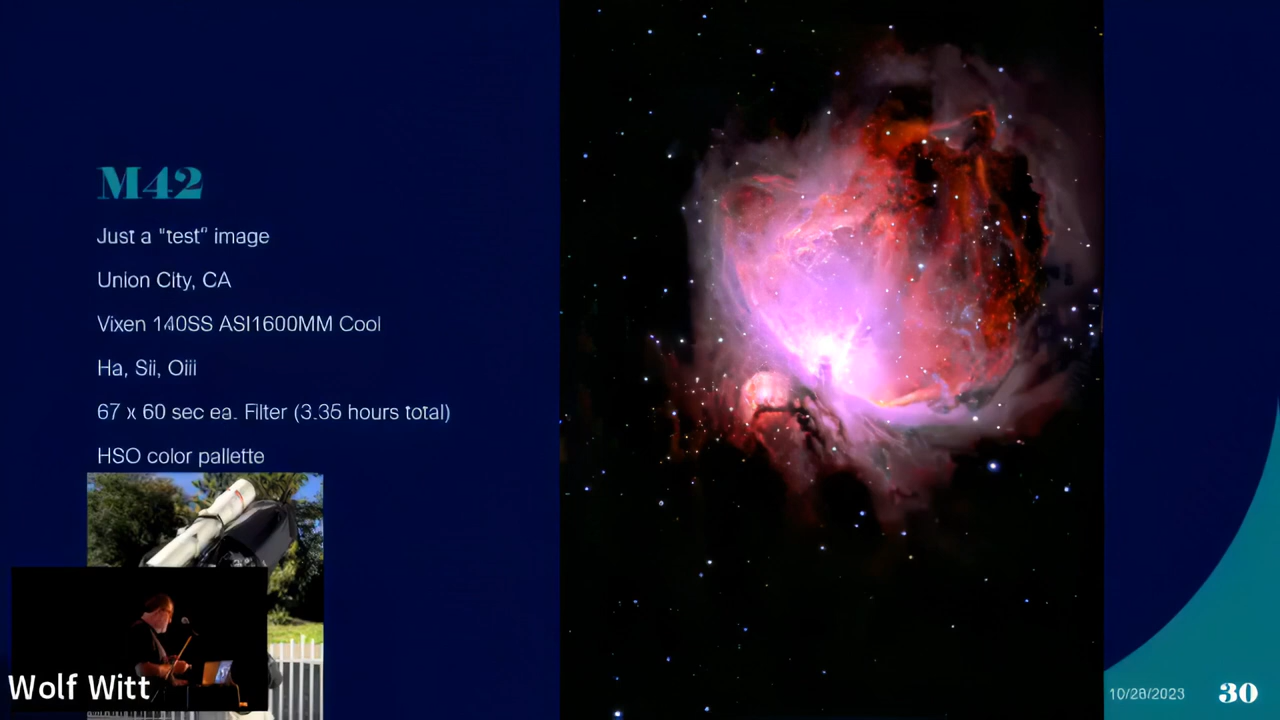 M42
Just a "test" image
Union City, CA
Vixen 140SS ASI1600MM Cool
Ha, Sii, Oiii
67 x 60 sec ea. Filter (3.35 hours total)
HSO color pallette
Wolf Witt
10/28/2023 30